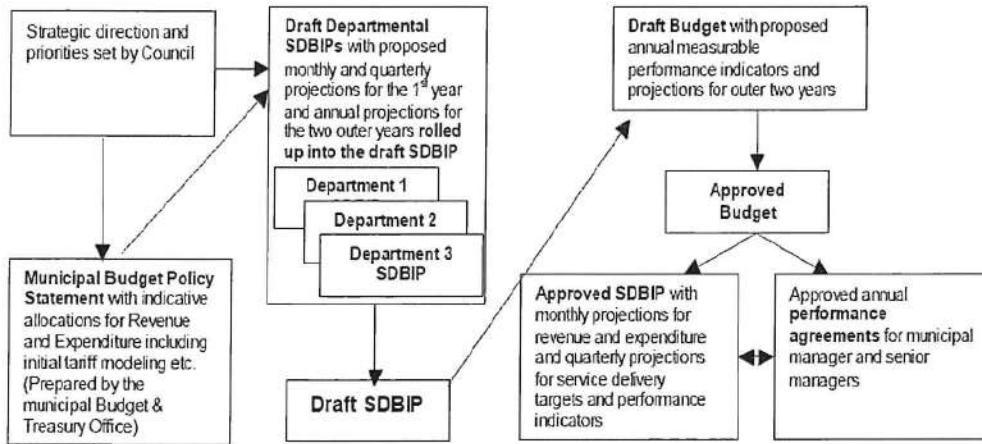 Strategic direction and
priorities set by Council
Municipal Budget Policy
Statement with indicative
allocations for Revenue
and Expenditure including
initial tariff modeling etc.
(Prepared by the
municipal Budget &
Treasury Office)
Draft Departmental
SDBIPs with proposed
monthly and quarterly
projections for the 1st year
and annual projections for
the two outer years rolled
up into the draft SDBIP
Department 1
Department 2
Department 3
SDBIP
Draft SDBIP
Draft Budget with proposed
annual measurable
performance indicators and
projections for outer two years
Approved
Budget
Approved SDBIP with
monthly projections for
revenue and expenditure
and quarterly projections
for service delivery
targets and performance
indicators
Approved annual
performance
agreements for municipal
manager and senior
managers